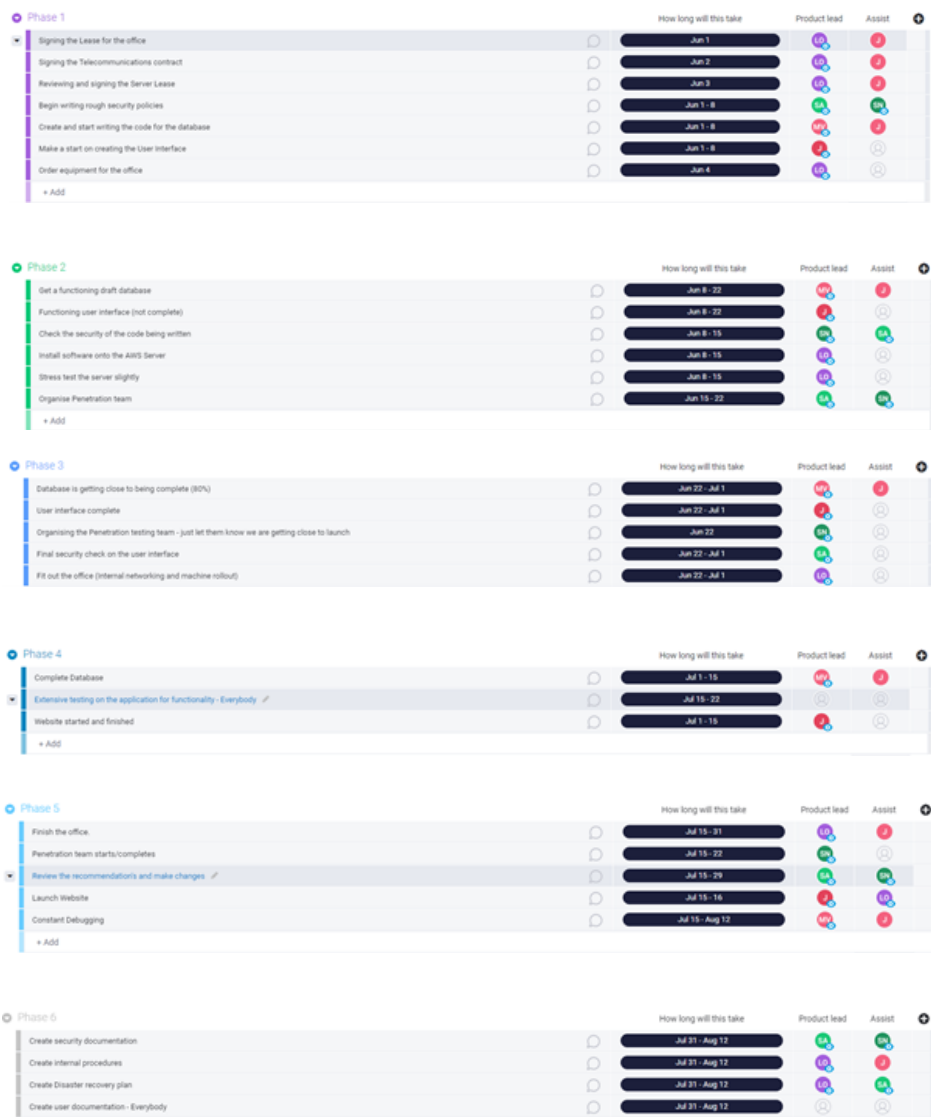 Phase 1 How long will this take Product lead Assist
Signing the Lease for the office Jun 1 LO J
Signing the Telecommunications contract Jun 2 LO J
Reviewing and signing the Server Lease Jun 3 LO J
Begin writing rough security policies Jun 1 - 8 SA SN
Create and start writing the code for the database Jun 1 - 8 MV J
Make a start on creating the User Interface Jun 1 - 8 J
Order equipment for the office Jun 4 LO
+ Add
Phase 2 How long will this take Product lead Assist
Get a functioning draft database Jun 8 - 22 MV J
Functioning user interface (not complete) Jun 8 - 22 J
Check the security of the code being written Jun 8 - 15 SN SA
Install software onto the AWS Server Jun 8 - 15 LO
Stress test the server slightly Jun 8 - 15 LO
Organise Penetration team Jun 15 - 22 SA SN
+ Add
Phase 3 How long will this take Product lead Assist
Database is getting close to being complete (80%) Jun 22 - Jul 1 MV J
User interface complete Jun 22 - Jul 1 J
Organising the Penetration testing team - just let them know we are getting close to launch Jun 22 SN
Final security check on the user interface Jun 22 - Jul 1 SA
Fit out the office (internal networking and machine rollout) Jun 22 - Jul 1 LO
Phase 4 How long will this take Product lead Assist
Complete Database Jul 1 - 15 MV J
Extensive testing on the application for functionality - Everybody Jul 15 - 22
Website started and finished Jul 1 - 15 J
+ Add
Phase 5 How long will this take Product lead Assist
Finish the office. Jul 15 - 31 LO J
Penetration team starts/completes Jul 15 - 22 SN
Review the recommendation's and make changes Jul 15 - 29 SA SN
Launch Website Jul 15 - 16 J LO
Constant Debugging Jul 15 - Aug 12 MV J
+ Add
Phase 6 How long will this take Product lead Assist
Create security documentation Jul 31 - Aug 12 SA SN
Create internal procedures Jul 31 - Aug 12 LO J
Create Disaster recovery plan Jul 31 - Aug 12 LO SA
Create user documentation - Everybody Jul 31 - Aug 12